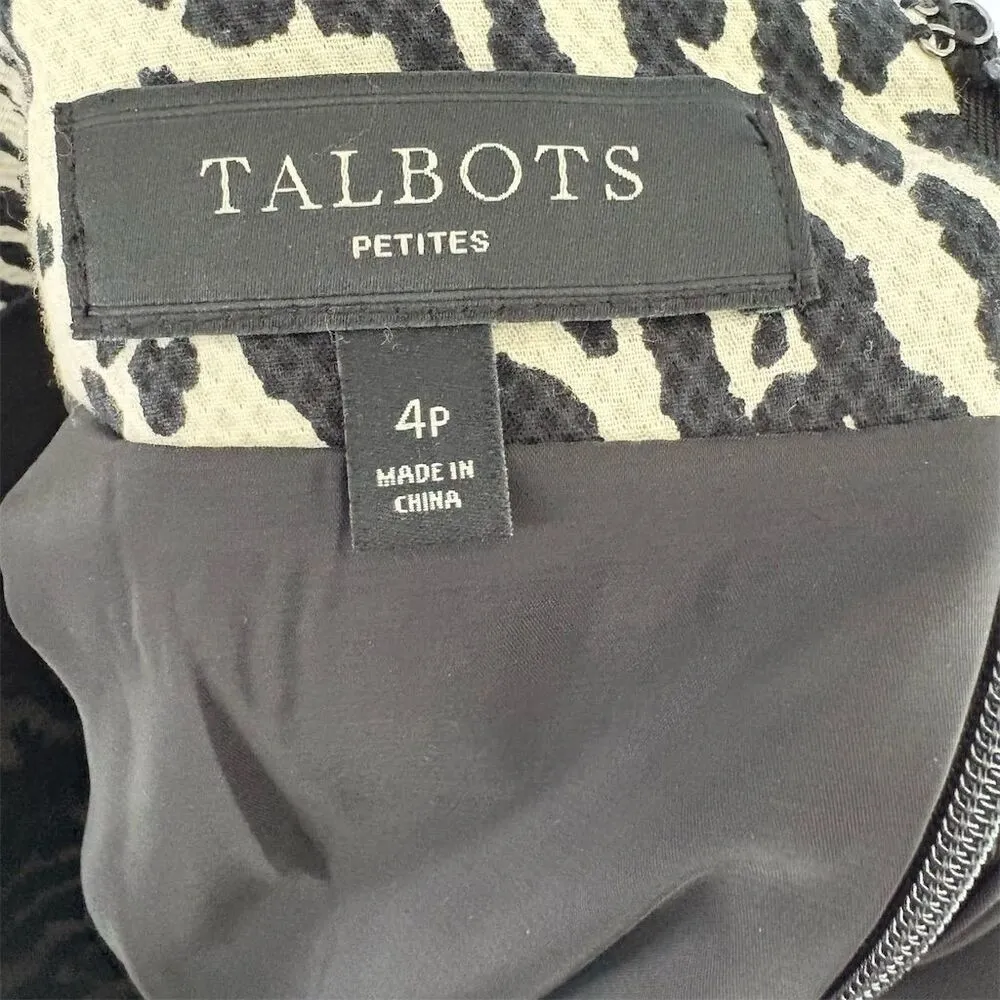 TALBOTS
PETITES
4P
MADE IN
CHINA